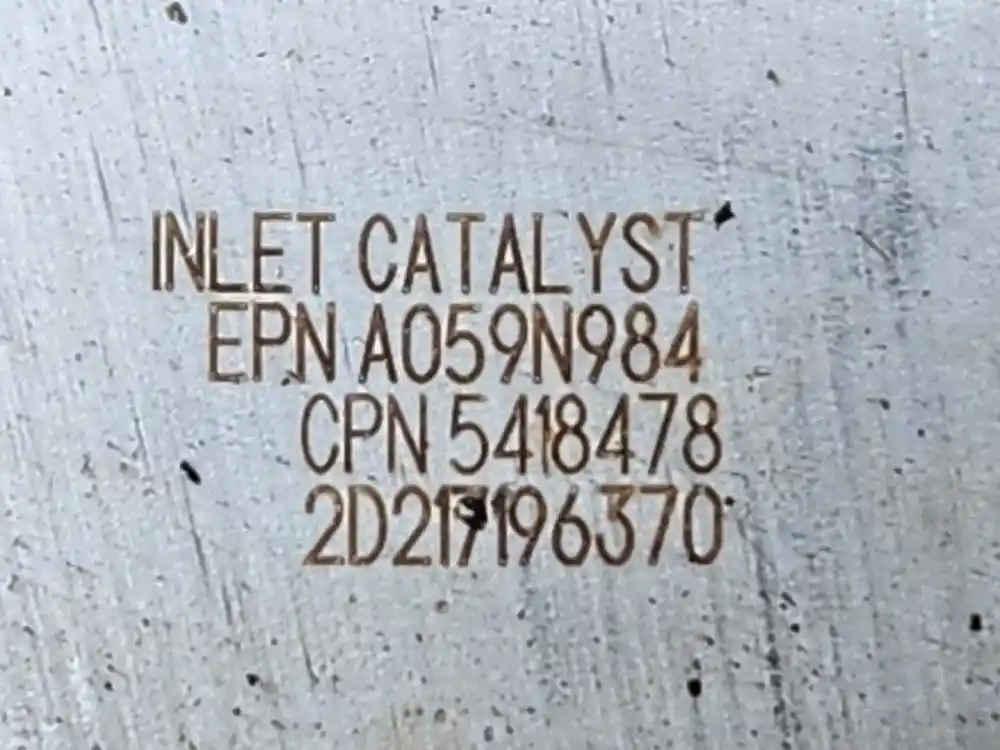 INLET CATALYST
EPN A059N984
CPN 5418478
2D217196370